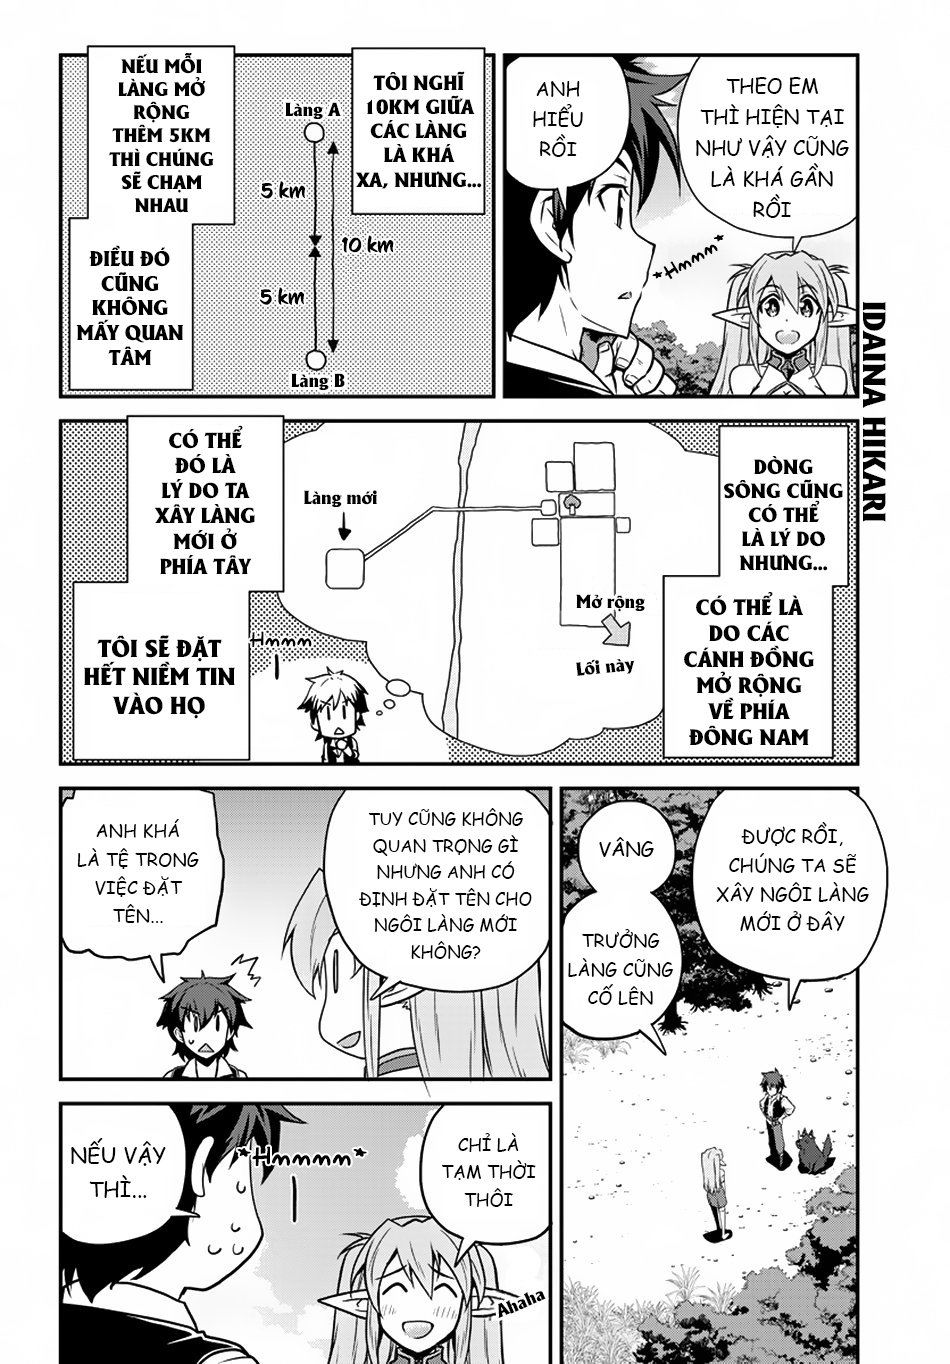 THEO EM
THÌ HIỆN TẠI
NHƯ VẬY CŨNG
LÀ KHÁ GẦN
RỒI
ANH
HIỂU
RỒI
*Hmmm*
TÔI NGHĨ
10KM GIỮA
CÁC LÀNG
LÀ KHÁ
XA, NHƯNG...
Làng A
5 km
10 km
5 km
Làng B
NẾU MỖI
LÀNG MỞ
RỘNG
THÊM 5KM
THÌ CHÚNG
SẼ CHẠM
NHAU
ĐIỀU ĐÓ
CŨNG
KHÔNG
MẤY QUAN
TÂM
IDAINA HIKARI
DÒNG
SÔNG CŨNG
CÓ THỂ
LÀ LÝ DO
NHƯNG...
CÓ THỂ LÀ
DO CÁC
CÁNH ĐỒNG
MỞ RỘNG
VỀ PHÍA
ĐÔNG NAM
Mở rộng
Lối này
Làng mới
CÓ THỂ
ĐÓ LÀ
LÝ DO TA
XÂY LÀNG
MỚI Ở
PHÍA TÂY
Hmmm
TÔI SẼ ĐẶT
HẾT NIỀM TIN
VÀO HỌ
ĐƯỢC RỒI,
CHÚNG TA SẼ
XÂY NGÔI LÀNG
MỚI Ở ĐÂY
VÂNG
TRƯỞNG
LÀNG CŨNG
CỐ LÊN
TUY CŨNG KHÔNG
QUAN TRỌNG GÌ
NHƯNG ANH CÓ
ĐỊNH ĐẶT TÊN CHO
NGÔI LÀNG MỚI
KHÔNG?
ANH KHÁ
LÀ TỆ TRONG
VIỆC ĐẶT
TÊN...
CHỈ LÀ
TẠM THỜI
THÔI
Ahaha
*Hmmmm*
NẾU VẬY
THÌ...